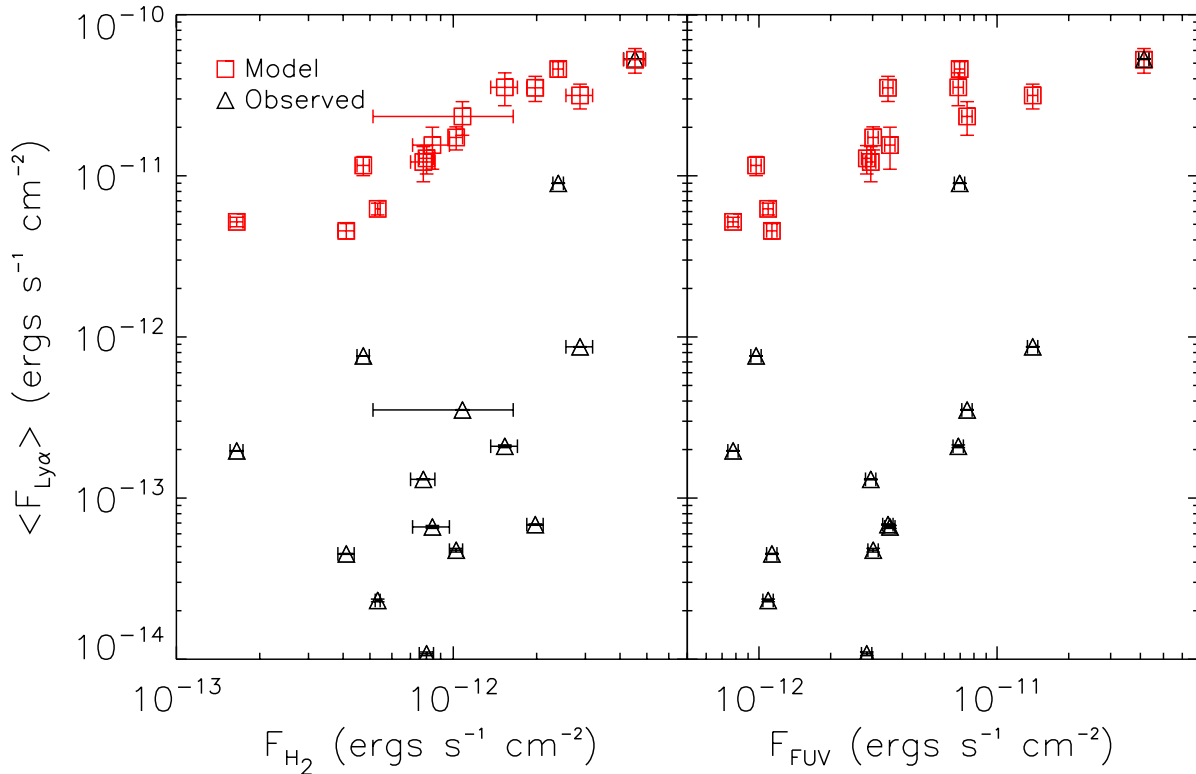 10⁻¹⁰
Model
Observed
10⁻¹¹
10⁻¹²
10⁻¹³
10⁻¹⁴
<F_Lyα> (ergs s⁻¹ cm⁻²)
10⁻¹³ 10⁻¹² 10⁻¹² 10⁻¹¹
F_H₂ (ergs s⁻¹ cm⁻²) F_FUV (ergs s⁻¹ cm⁻²)